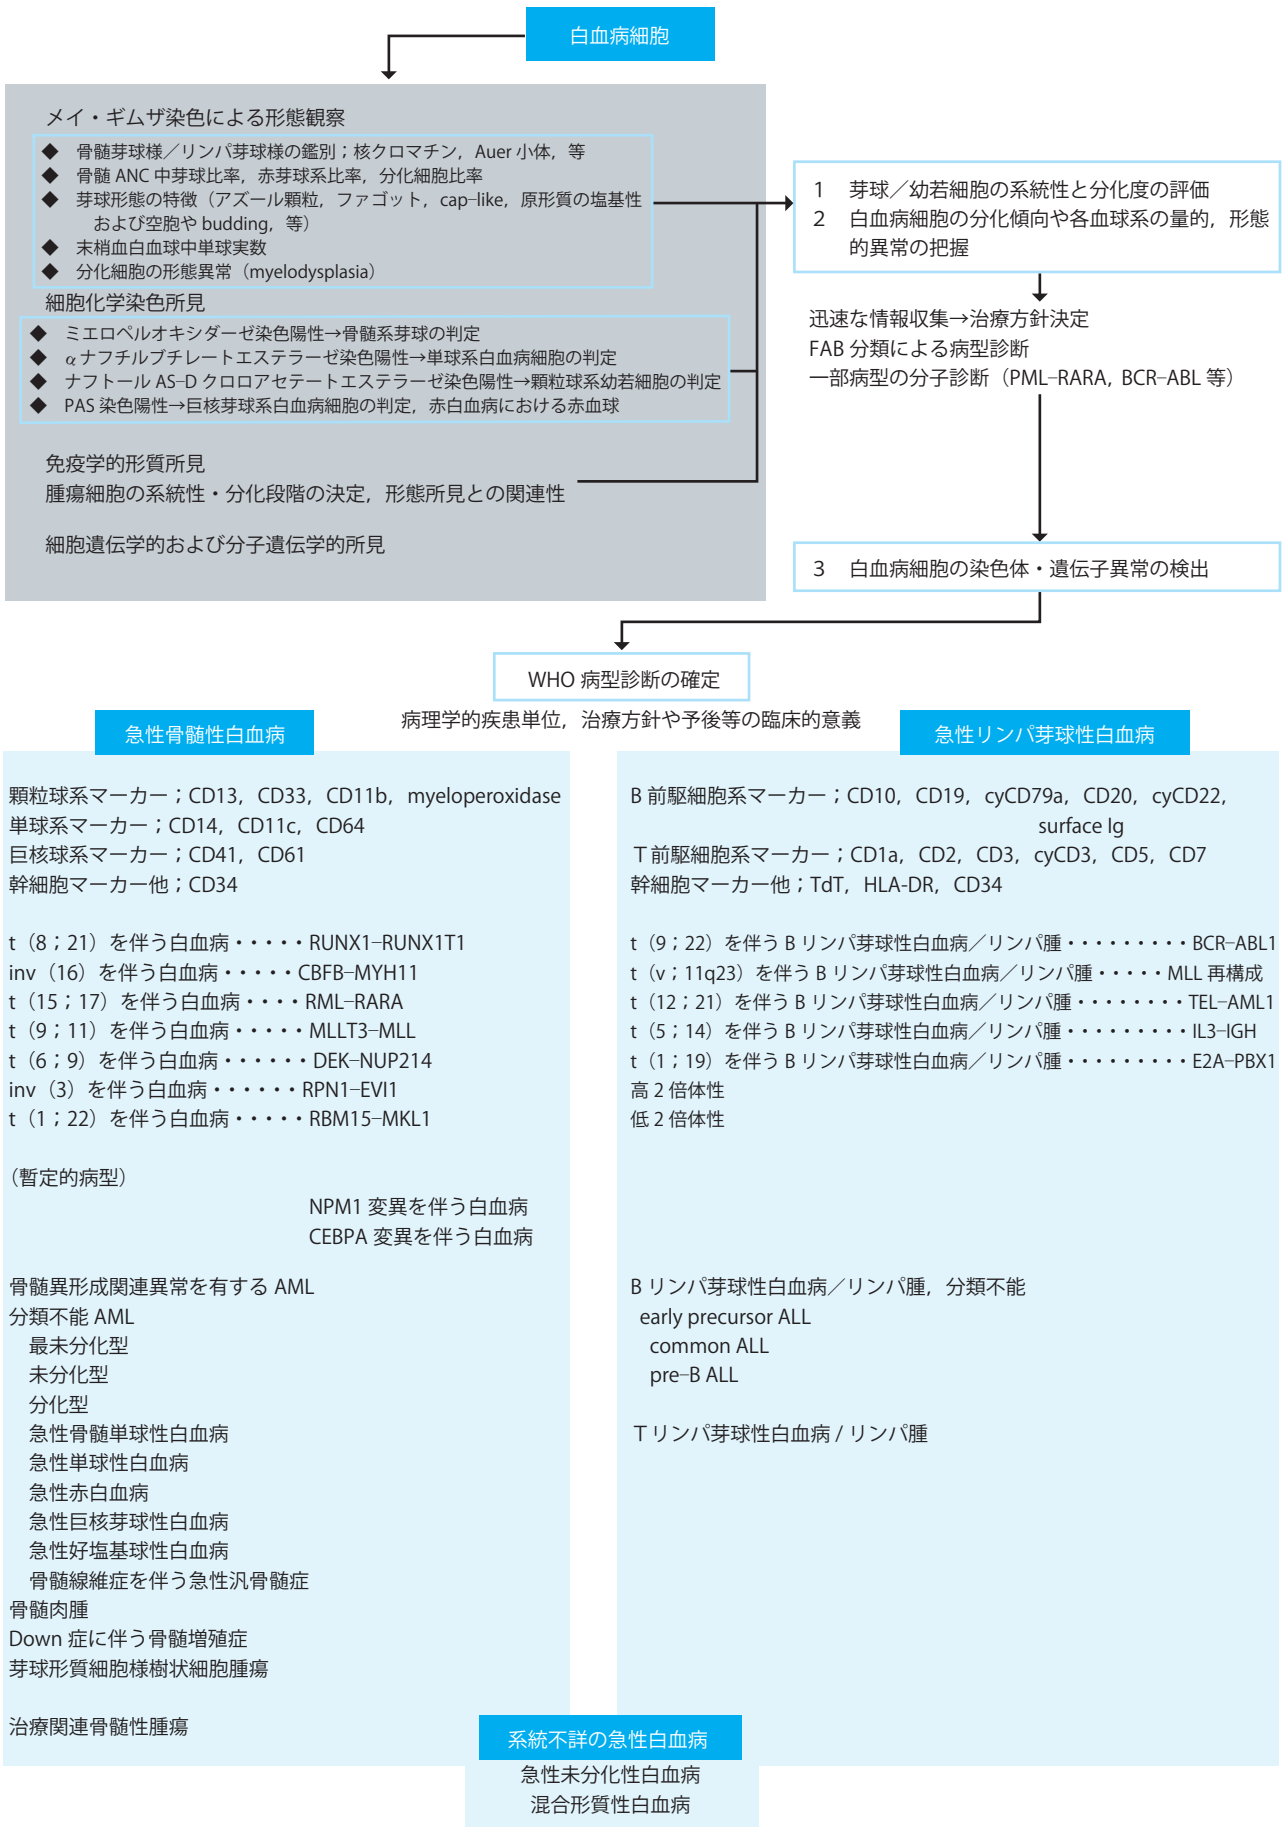 白血病細胞
メイ・ギムザ染色による形態観察
◆ 骨髄芽球様／リンパ芽球様の鑑別；核クロマチン，Auer 小体，等
◆ 骨髄 ANC 中芽球比率，赤芽球系比率，分化細胞比率
◆ 芽球形態の特徴（アズール顆粒，ファゴット，cap–like，原形質の塩基性
および空胞や budding，等）
◆ 末梢血白血球中単球実数
◆ 分化細胞の形態異常（myelodysplasia）
細胞化学染色所見
◆ ミエロペルオキシダーゼ染色陽性→骨髄系芽球の判定
◆ αナフチルブチレートエステラーゼ染色陽性→単球系白血病細胞の判定
◆ ナフトール AS–D クロロアセテートエステラーゼ染色陽性→顆粒球系幼若細胞の判定
◆ PAS 染色陽性→巨核芽球系白血病細胞の判定，赤白血病における赤血球
免疫学的形質所見
腫瘍細胞の系統性・分化段階の決定，形態所見との関連性
細胞遺伝学的および分子遺伝学的所見
1 芽球／幼若細胞の系統性と分化度の評価
2 白血病細胞の分化傾向や各血球系の量的，形態
的異常の把握
迅速な情報収集→治療方針決定
FAB 分類による病型診断
一部病型の分子診断（PML–RARA, BCR–ABL 等）
3 白血病細胞の染色体・遺伝子異常の検出
WHO 病型診断の確定
病理学的疾患単位，治療方針や予後等の臨床的意義
急性骨髄性白血病
顆粒球系マーカー；CD13，CD33，CD11b，myeloperoxidase
単球系マーカー；CD14，CD11c，CD64
巨核球系マーカー；CD41，CD61
幹細胞マーカー他；CD34
t（8；21）を伴う白血病・・・・・RUNX1–RUNX1T1
inv（16）を伴う白血病・・・・・CBFB–MYH11
t（15；17）を伴う白血病・・・・RML–RARA
t（9；11）を伴う白血病・・・・・MLLT3–MLL
t（6；9）を伴う白血病・・・・・・DEK–NUP214
inv（3）を伴う白血病・・・・・・RPN1–EVI1
t（1；22）を伴う白血病・・・・・RBM15–MKL1
（暫定的病型）
NPM1 変異を伴う白血病
CEBPA 変異を伴う白血病
骨髄異形成関連異常を有する AML
分類不能 AML
最未分化型
未分化型
分化型
急性骨髄単球性白血病
急性単球性白血病
急性赤白血病
急性巨核芽球性白血病
急性好塩基球性白血病
骨髄線維症を伴う急性汎骨髄症
骨髄肉腫
Down 症に伴う骨髄増殖症
芽球形質細胞様樹状細胞腫瘍
治療関連骨髄性腫瘍
急性リンパ芽球性白血病
B 前駆細胞系マーカー；CD10，CD19，cyCD79a，CD20，cyCD22，
surface Ig
T 前駆細胞系マーカー；CD1a，CD2，CD3，cyCD3，CD5，CD7
幹細胞マーカー他；TdT，HLA-DR，CD34
t（9；22）を伴う B リンパ芽球性白血病／リンパ腫・・・・・・・・・BCR–ABL1
t（v；11q23）を伴う B リンパ芽球性白血病／リンパ腫・・・・・MLL 再構成
t（12；21）を伴う B リンパ芽球性白血病／リンパ腫・・・・・・・・TEL–AML1
t（5；14）を伴う B リンパ芽球性白血病／リンパ腫・・・・・・・・・IL3–IGH
t（1；19）を伴う B リンパ芽球性白血病／リンパ腫・・・・・・・・・E2A–PBX1
高 2 倍体性
低 2 倍体性
B リンパ芽球性白血病／リンパ腫，分類不能
early precursor ALL
common ALL
pre–B ALL
T リンパ芽球性白血病 / リンパ腫
系統不詳の急性白血病
急性未分化性白血病
混合形質性白血病